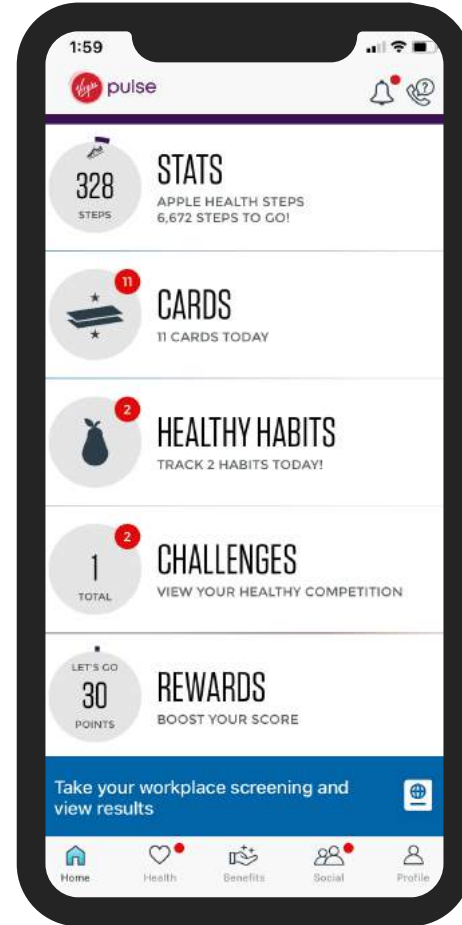 1:59
Virgin pulse
?
328
STEPS
STATS
APPLE HEALTH STEPS
6,672 STEPS TO GO!
11
CARDS
11 CARDS TODAY
2
HEALTHY HABITS
TRACK 2 HABITS TODAY!
2
1
TOTAL
CHALLENGES
VIEW YOUR HEALTHY COMPETITION
LET'S GO
30
POINTS
REWARDS
BOOST YOUR SCORE
Take your workplace screening and
view results
Home Health Benefits Social Profile